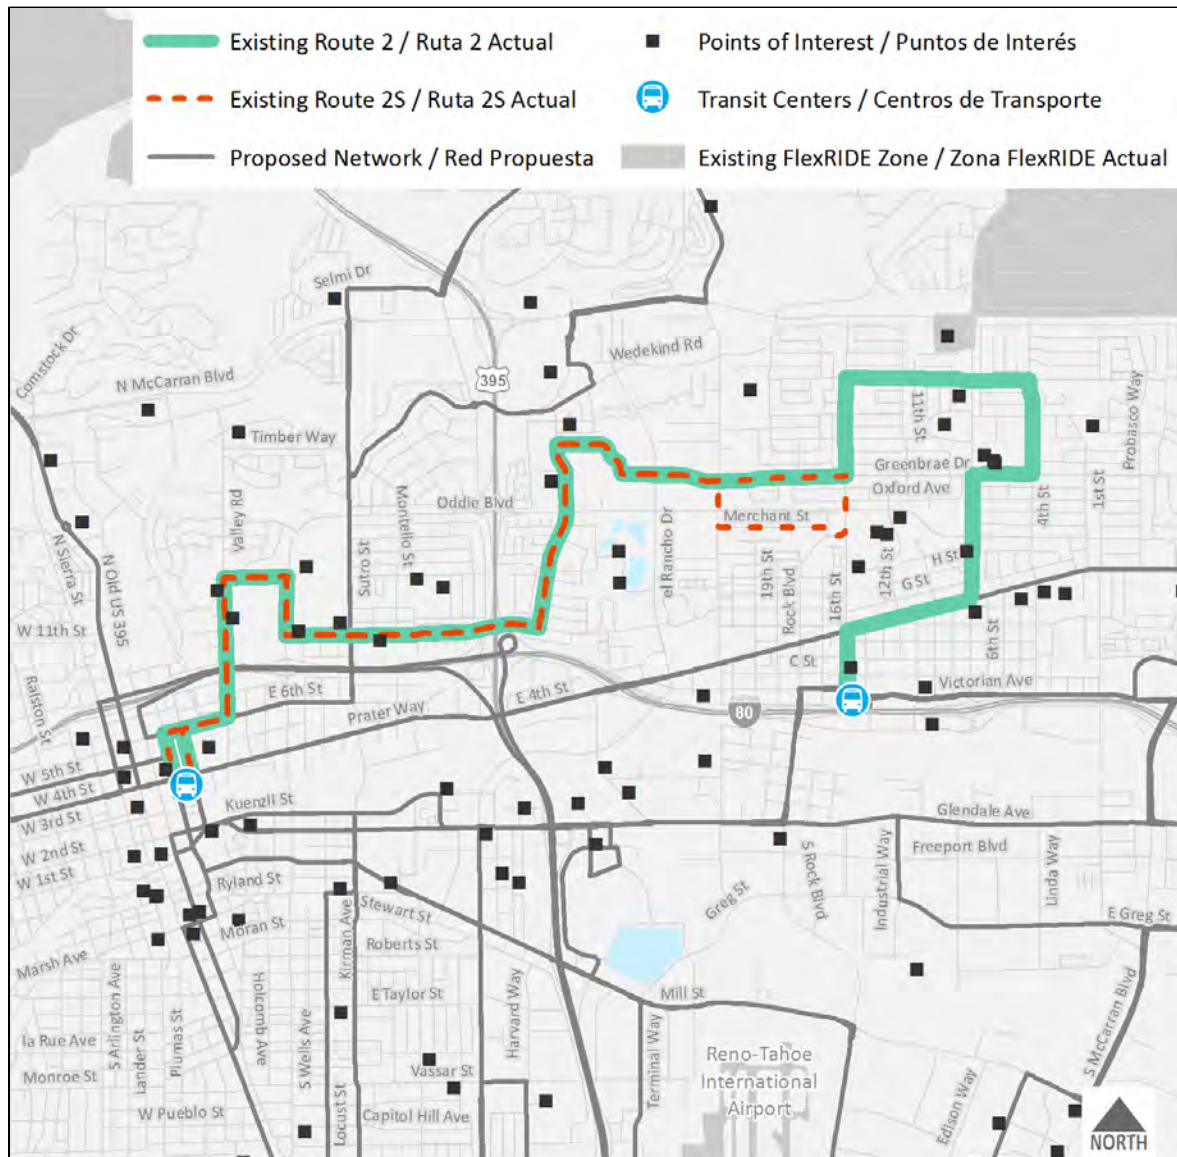 Existing Route 2 / Ruta 2 Actual
Points of Interest / Puntos de Interés
Existing Route 2S / Ruta 2S Actual
Transit Centers / Centros de Transporte
Proposed Network / Red Propuesta
Existing FlexRIDE Zone / Zona FlexRIDE Actual
Selmi Dr
Comstock Dr
Wedekind Rd
N McCarran Blvd
395
11th St
Probasco Way
Timber Way
Greenbrae Dr
Oxford Ave
Valley Rd
Montello St
Oddie Blvd
Merchant St
4th St
1st St
N Sierra St
N Old US 395
Sutro St
el Rancho Dr
19th St
Rock Blvd
16th St
12th St
H St
G St
W 11th St
6th St
C St
Ralston St
E 6th St
E 4th St
Victorian Ave
Prater Way
80
W 5th St
W 4th St
W 3rd St
Kuenzli St
Glendale Ave
W 2nd St
W 1st St
Ryland St
S Rock Blvd
Industrial Way
Freeport Blvd
Linda Way
Moran St
Stewart St
Greg St
E Greg St
Marsh Ave
Kirman Ave
Roberts St
S Arlington Ave
Holcomb Ave
E Taylor St
Mill St
S McCarran Blvd
la Rue Ave
Lander St
Plumas St
S Wells Ave
Harvard Way
Terminal Way
Monroe St
Vassar St
Reno-Tahoe
International
Airport
Edison Way
W Pueblo St
Locust St
Capitol Hill Ave
NORTH